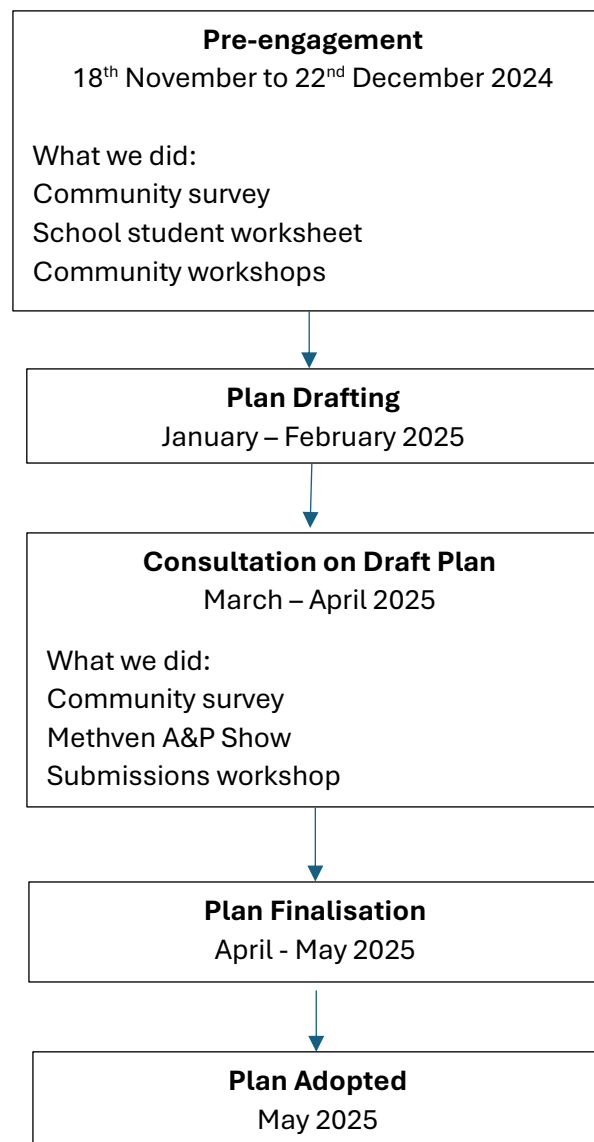 Pre-engagement
18th November to 22nd December 2024
What we did:
Community survey
School student worksheet
Community workshops
Plan Drafting
January – February 2025
Consultation on Draft Plan
March – April 2025
What we did:
Community survey
Methven A&P Show
Submissions workshop
Plan Finalisation
April - May 2025
Plan Adopted
May 2025